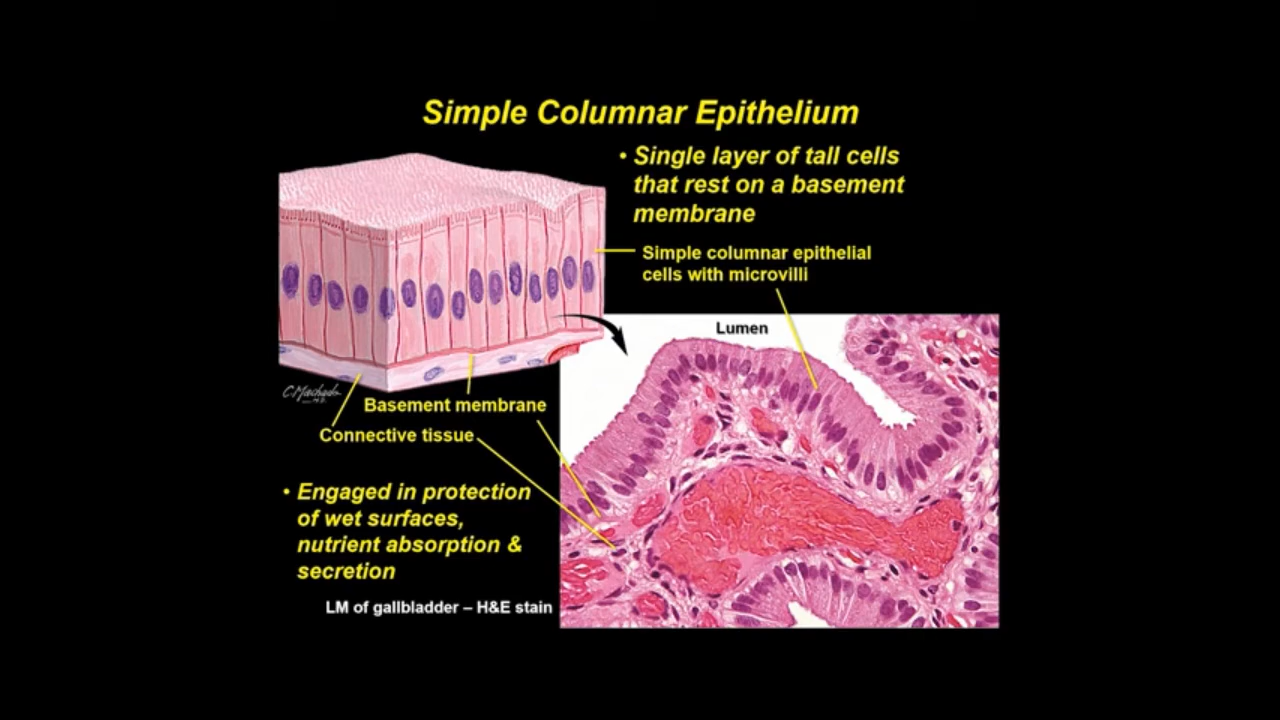 Simple Columnar Epithelium
• Single layer of tall cells
that rest on a basement
membrane
Simple columnar epithelial
cells with microvilli
Lumen
C.Machado
M.D.
Basement membrane
Connective tissue
• Engaged in protection
of wet surfaces,
nutrient absorption &
secretion
LM of gallbladder – H&E stain